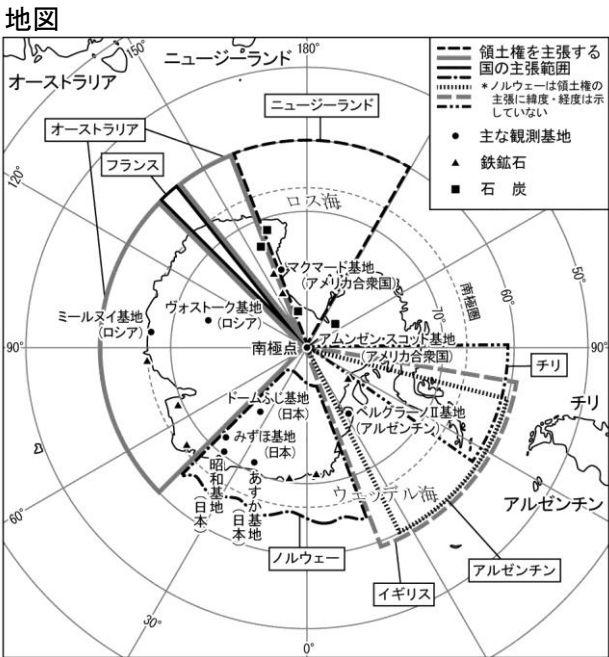 地図
ニュージーランド
180°
150°
オーストラリア
領土権を主張する
国の主張範囲
*ノルウェーは領土権の
主張に緯度・経度は示
していない
主な観測基地
鉄鉱石
石 炭
ニュージーランド
オーストラリア
フランス
120°
ロス海
50°
60°
70°
南極圏
マクマード基地
(アメリカ合衆国)
ヴォストーク基地
(ロシア)
ミールヌイ基地
(ロシア)
アムンゼン・スコット基地
(アメリカ合衆国)
南極点
90°
90°
チリ
チリ
ドームふじ基地
(日本)
ベルグラーノⅡ基地
(アルゼンチン)
みずほ基地
(日本)
昭和基地
(日本)
あすか基地
(日本)
ウェッデル海
アルゼンチン
60°
ノルウェー
アルゼンチン
イギリス
30°
0°